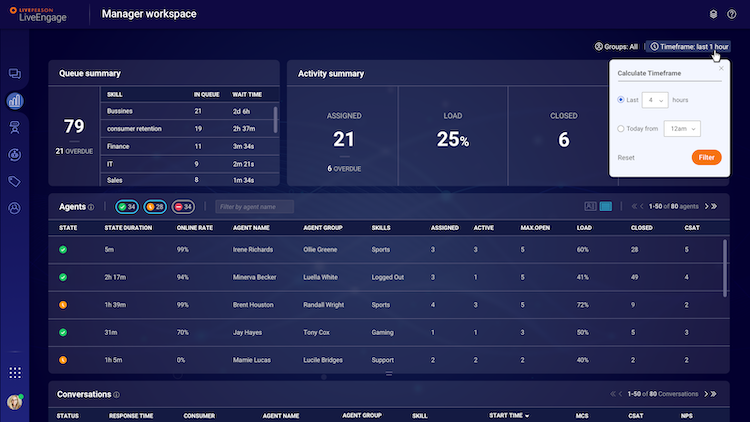 LIVEPERSON
LiveEngage
Manager workspace
Groups: All
Timeframe: last 1 hour
Queue summary
SKILL IN QUEUE WAIT TIME
79
21 OVERDUE
Bussines 21 2d 6h
consumer retention 19 2h 37m
Finance 11 3m 34s
IT 9 2m 21s
Sales 8 1m 34s
Activity summary
ASSIGNED LOAD CLOSED
21 25% 6
6 OVERDUE
Calculate Timeframe
Last 4 hours
Today from 12am
Reset Filter
Agents 34 28 34 Filter by agent name 1-50 of 80 agents
STATE STATE DURATION ONLINE RATE AGENT NAME AGENT GROUP SKILLS ASSIGNED ACTIVE MAX.OPEN LOAD CLOSED CSAT
5m 99% Irene Richards Ollie Greene Sports 3 3 5 60% 28 5
2h 17m 94% Minerva Becker Luella White Logged Out 3 1 5 41% 49 4
1h 39m 99% Brent Houston Randall Wright Sports 4 3 5 72% 9 2
31m 70% Jay Hayes Tony Cox Gaming 1 1 3 50% 5 3
1h 5m 0% Mamie Lucas Lucile Bridges Support 2 2 2 40% 2 2
Conversations 1-50 of 80 Conversations
STATUS RESPONSE TIME CONSUMER AGENT NAME AGENT GROUP SKILL START TIME MCS CSAT NPS